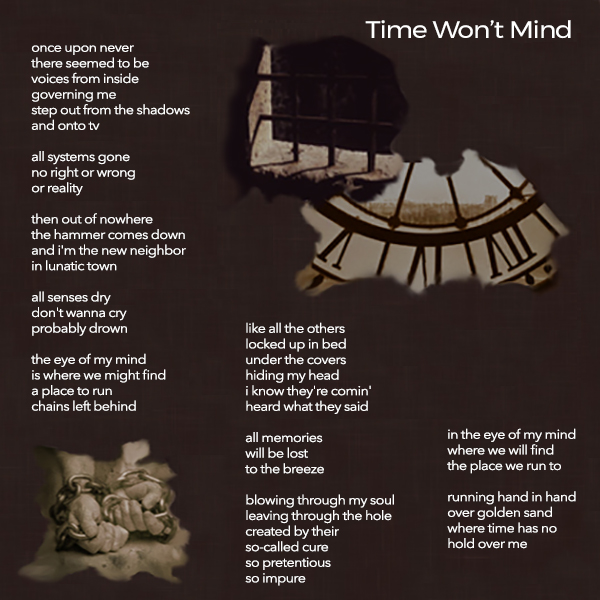 Time Won't Mind
once upon never
there seemed to be
voices from inside
governing me
step out from the shadows
and onto tv
all systems gone
no right or wrong
or reality
then out of nowhere
the hammer comes down
and i'm the new neighbor
in lunatic town
all senses dry
don't wanna cry
probably drown
the eye of my mind
is where we might find
a place to run
chains left behind
like all the others
locked up in bed
under the covers
hiding my head
i know they're comin'
heard what they said
all memories
will be lost
to the breeze
blowing through my soul
leaving through the hole
created by their
so-called cure
so pretentious
so impure
in the eye of my mind
where we will find
the place we run to
running hand in hand
over golden sand
where time has no
hold over me